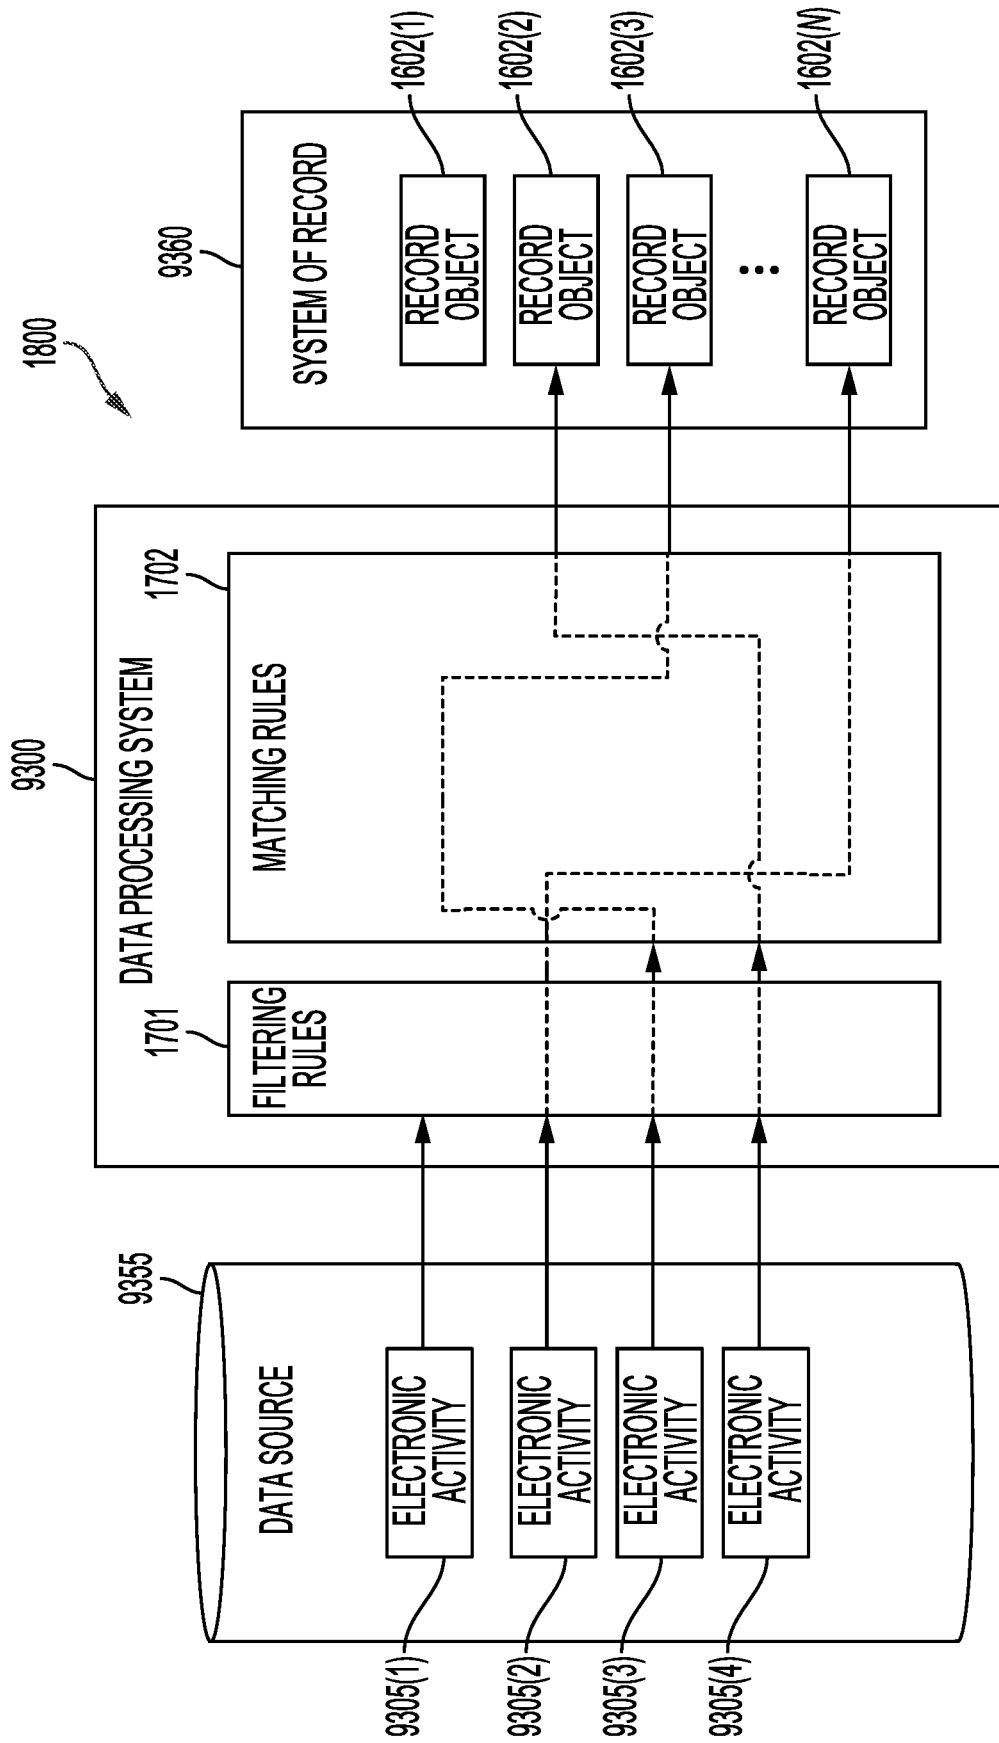 1800
9355
DATA SOURCE
9305(1)
ELECTRONIC
ACTIVITY
9305(2)
ELECTRONIC
ACTIVITY
9305(3)
ELECTRONIC
ACTIVITY
9305(4)
ELECTRONIC
ACTIVITY
9300
DATA PROCESSING SYSTEM
1701
FILTERING
RULES
1702
MATCHING RULES
9360
SYSTEM OF RECORD
RECORD
OBJECT
1602(1)
RECORD
OBJECT
1602(2)
RECORD
OBJECT
1602(3)
RECORD
OBJECT
1602(N)